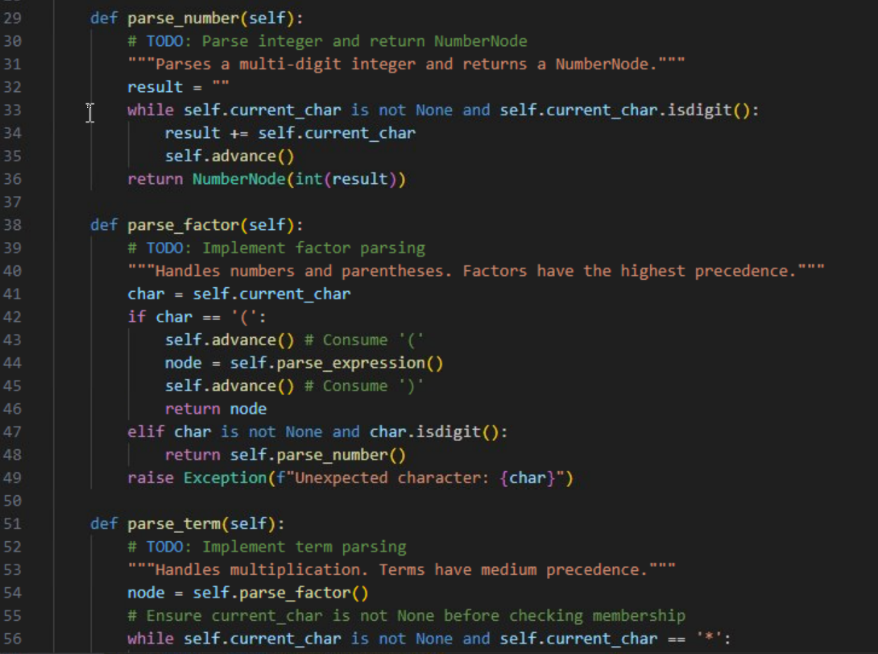 29 def parse_number(self):
30 # TODO: Parse integer and return NumberNode
31 """Parses a multi-digit integer and returns a NumberNode."""
32 result = ""
33 while self.current_char is not None and self.current_char.isdigit():
34 result += self.current_char
35 self.advance()
36 return NumberNode(int(result))
37
38 def parse_factor(self):
39 # TODO: Implement factor parsing
40 """Handles numbers and parentheses. Factors have the highest precedence."""
41 char = self.current_char
42 if char == '(':
43 self.advance() # Consume '('
44 node = self.parse_expression()
45 self.advance() # Consume ')'
46 return node
47 elif char is not None and char.isdigit():
48 return self.parse_number()
49 raise Exception(f"Unexpected character: {char}")
50
51 def parse_term(self):
52 # TODO: Implement term parsing
53 """Handles multiplication. Terms have medium precedence."""
54 node = self.parse_factor()
55 # Ensure current_char is not None before checking membership
56 while self.current_char is not None and self.current_char == '*':